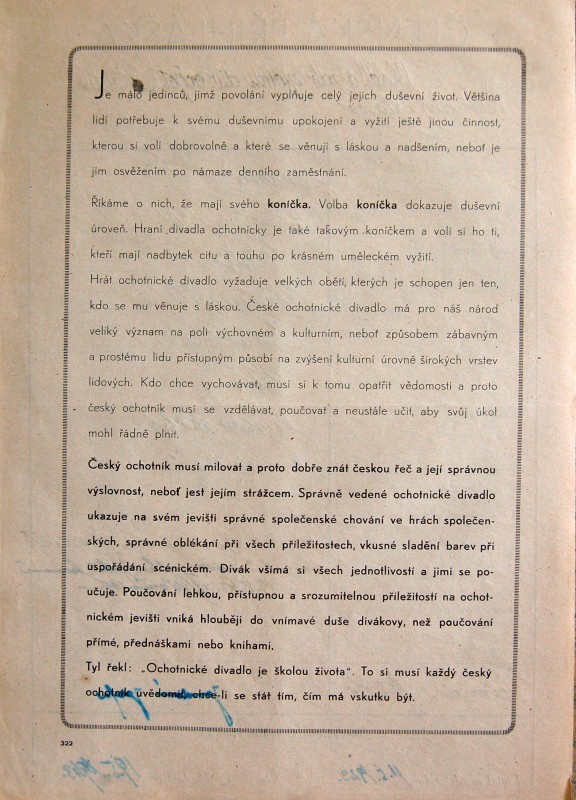 Je málo jedinců, jimž povolání vyplňuje celý jejich duševní život. Většina
lidí potřebuje k svému duševnímu upokojení a vyžití ještě jinou činnost,
kterou si volí dobrovolně a které se věnují s láskou a nadšením, neboť je
jim osvěžením po námaze denního zaměstnání.
Říkáme o nich, že mají svého koníčka. Volba koníčka dokazuje duševní
úroveň. Hraní divadla ochotnicky je také takovým koníčkem a volí si ho ti,
kteří mají nadbytek citu a touhu po krásném uměleckém vyžití.
Hrát ochotnické divadlo vyžaduje velkých obětí, kterých je schopen jen ten,
kdo se mu věnuje s láskou. České ochotnické divadlo má pro náš národ
veliký význam na poli výchovném a kulturním, neboť způsobem zábavným
a prostému lidu přístupným působí na zvýšení kulturní úrovně širokých vrstev
lidových. Kdo chce vychovávat, musí si k tomu opatřit vědomosti a proto
český ochotník musí se vzdělávat, poučovat a neustále učit, aby svůj úkol
mohl řádně plnit.
Český ochotník musí milovat a proto dobře znát českou řeč a její správnou
výslovnost, neboť jest jejím strážcem. Správně vedené ochotnické divadlo
ukazuje na svém jevišti správné společenské chování ve hrách společen-
ských, správné oblékání při všech příležitostech, vkusné sladění barev při
uspořádání scénickém. Divák všímá si všech jednotlivostí a jimi se po-
učuje. Poučování lehkou, přístupnou a srozumitelnou příležitostí na ochot-
nickém jevišti vniká hlouběji do vnímavé duše divákovy, než poučování
přímé, přednáškami nebo knihami.
Tyl řekl: „Ochotnické divadlo je školou života". To si musí každý český
ochotník uvědomit, chce-li se stát tím, čím má vskutku být.
322